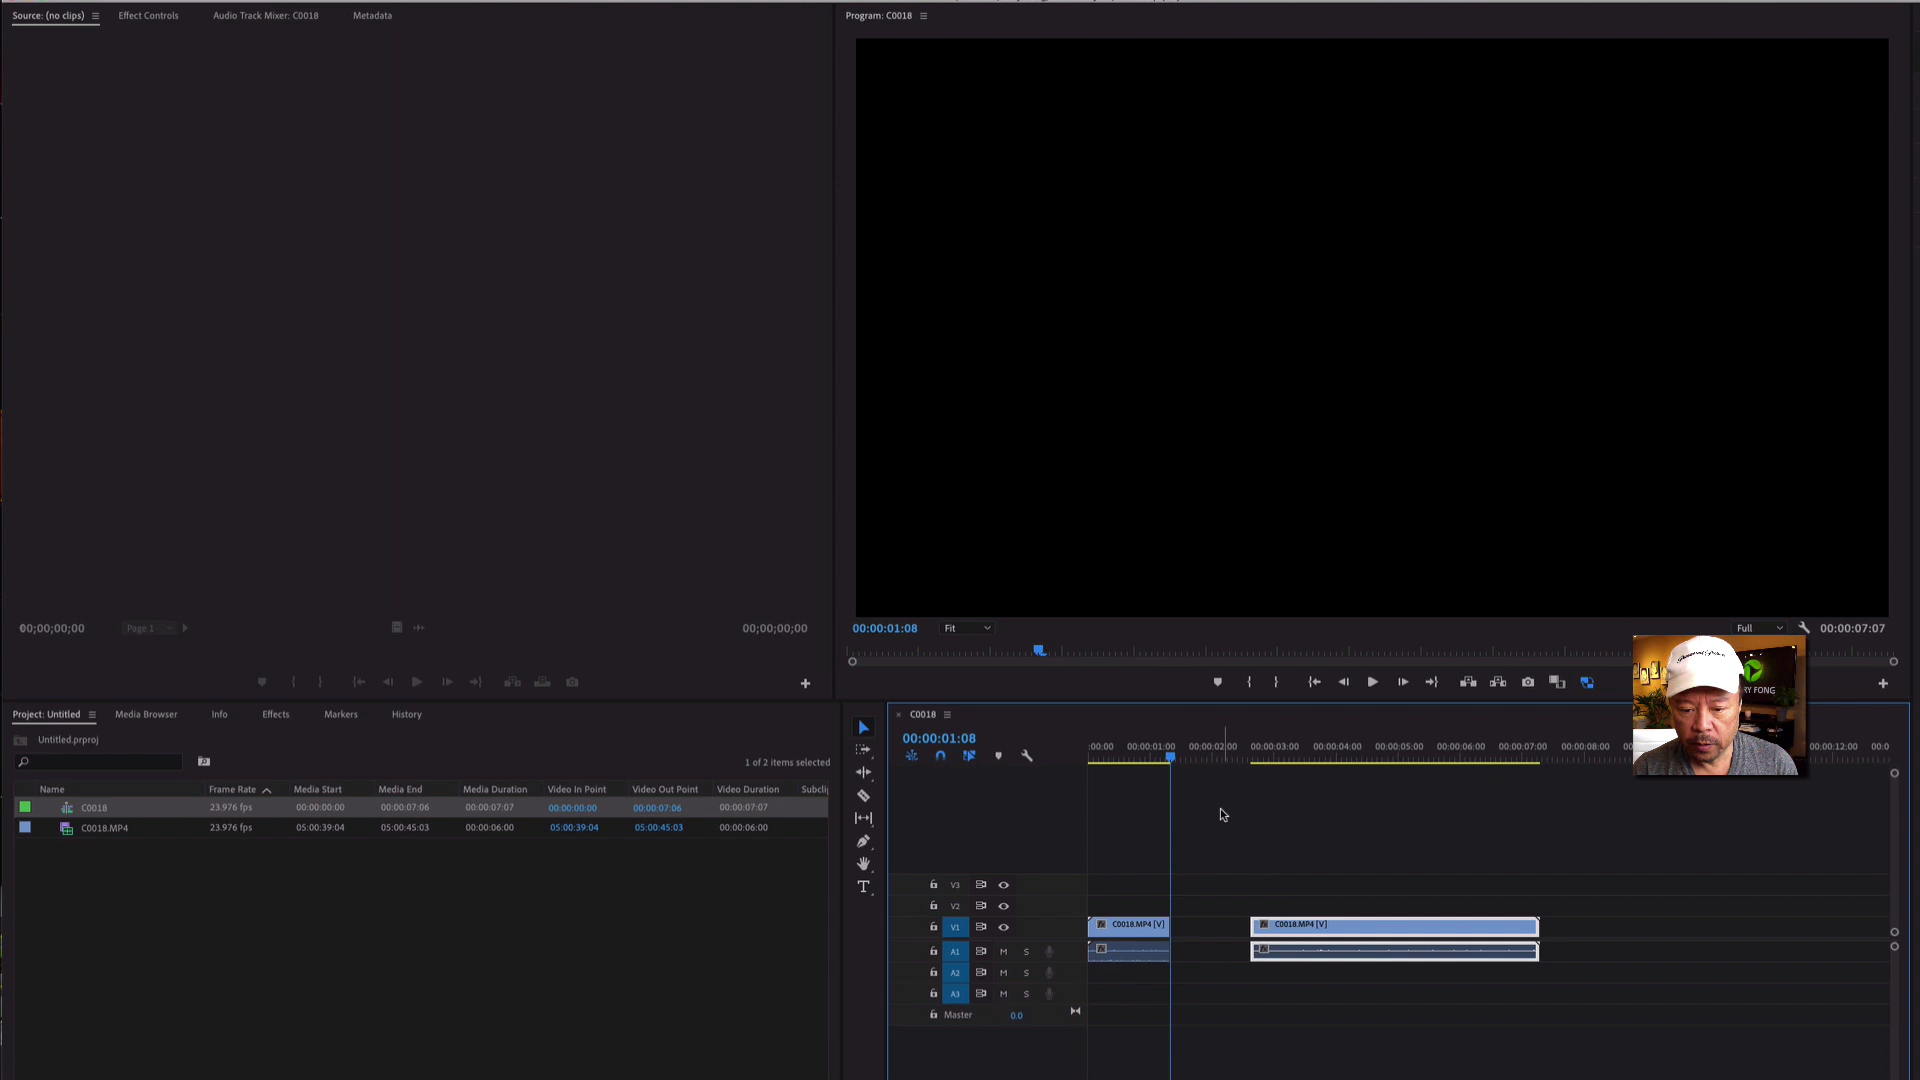 Source: (no clips)
Effect Controls
Audio Track Mixer: C0018
Metadata
Program: C0018
00;00;00;00
Page 1
00;00;00;00
00:00:01:08
Fit
Full
00:00:07:07
RY FONG
Project: Untitled
Media Browser
Info
Effects
Markers
History
Untitled.prproj
1 of 2 items selected
Name Frame Rate Media Start Media End Media Duration Video In Point Video Out Point Video Duration Subcli
C0018 23.976 fps 00:00:00:00 00:00:07:06 00:00:07:07 00:00:00:00 00:00:07:06 00:00:07:07
C0018.MP4 23.976 fps 05:00:39:04 05:00:45:03 00:00:06:00 05:00:39:04 05:00:45:03 00:00:06:00
× C0018
00:00:01:08
:00:00 00:00:01:00 00:00:02:00 00:00:03:00 00:00:04:00 00:00:05:00 00:00:06:00 00:00:07:00 00:00:08:00 00:00:12:00 00:0
V3
V2
V1
C0018.MP4 [V]
C0018.MP4 [V]
A1 M S
A2 M S
A3 M S
Master 0.0
T